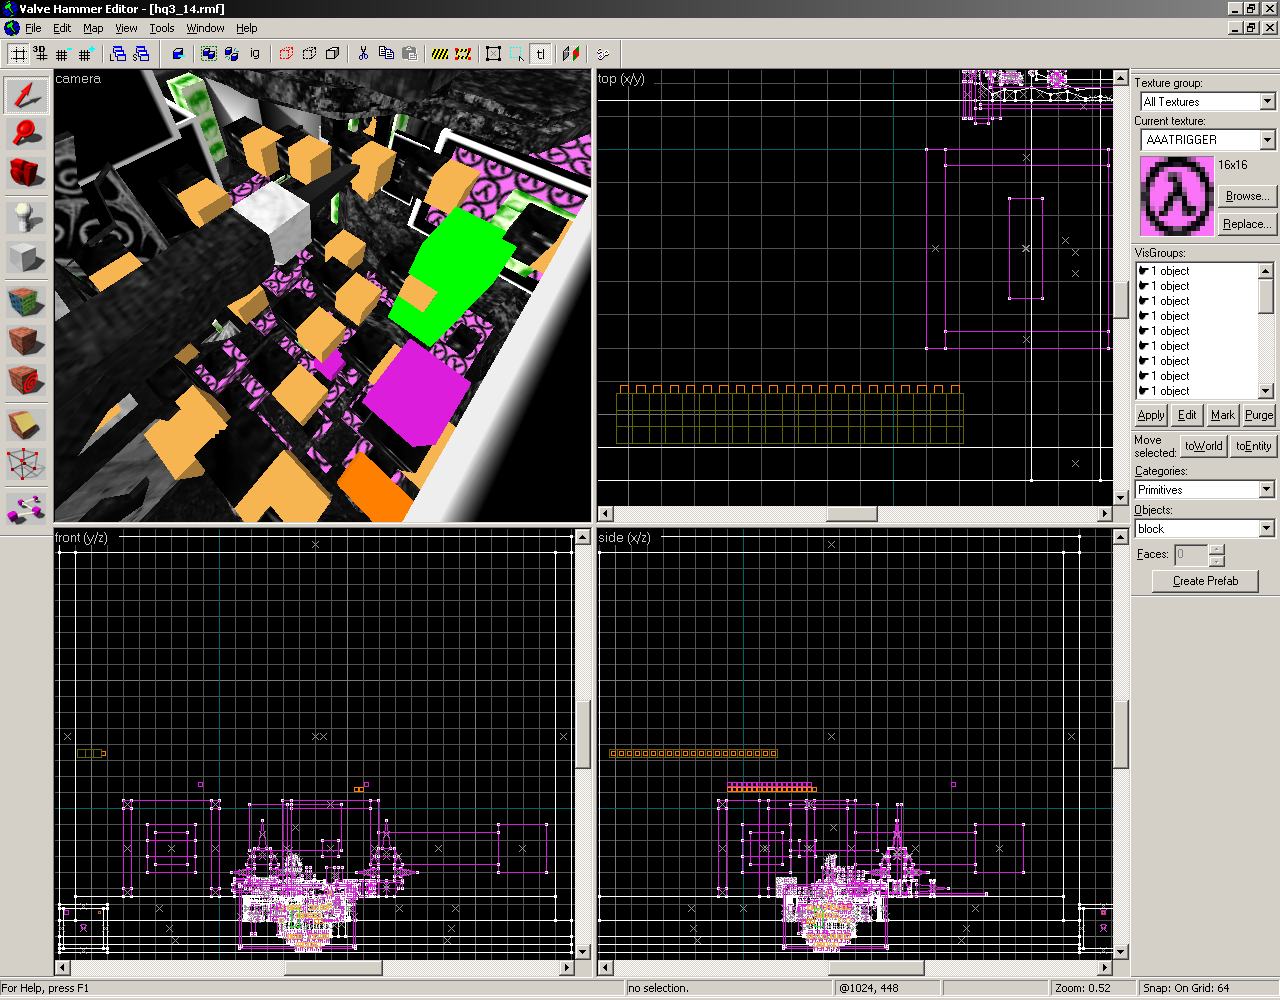 Valve Hammer Editor - [hq3_14.rmf]
File Edit Map View Tools Window Help
3D L S ig tl
camera
top (x/y)
front (y/z)
side (x/z)
Texture group:
All Textures
Current texture:
AAATRIGGER
16x16
Browse...
Replace...
VisGroups:
1 object
1 object
1 object
1 object
1 object
1 object
1 object
1 object
1 object
Apply Edit Mark Purge
Move
selected:
toWorld toEntity
Categories:
Primitives
Objects:
block
Faces: 0
Create Prefab
For Help, press F1 no selection. @1024, 448 Zoom: 0.52 Snap: On Grid: 64